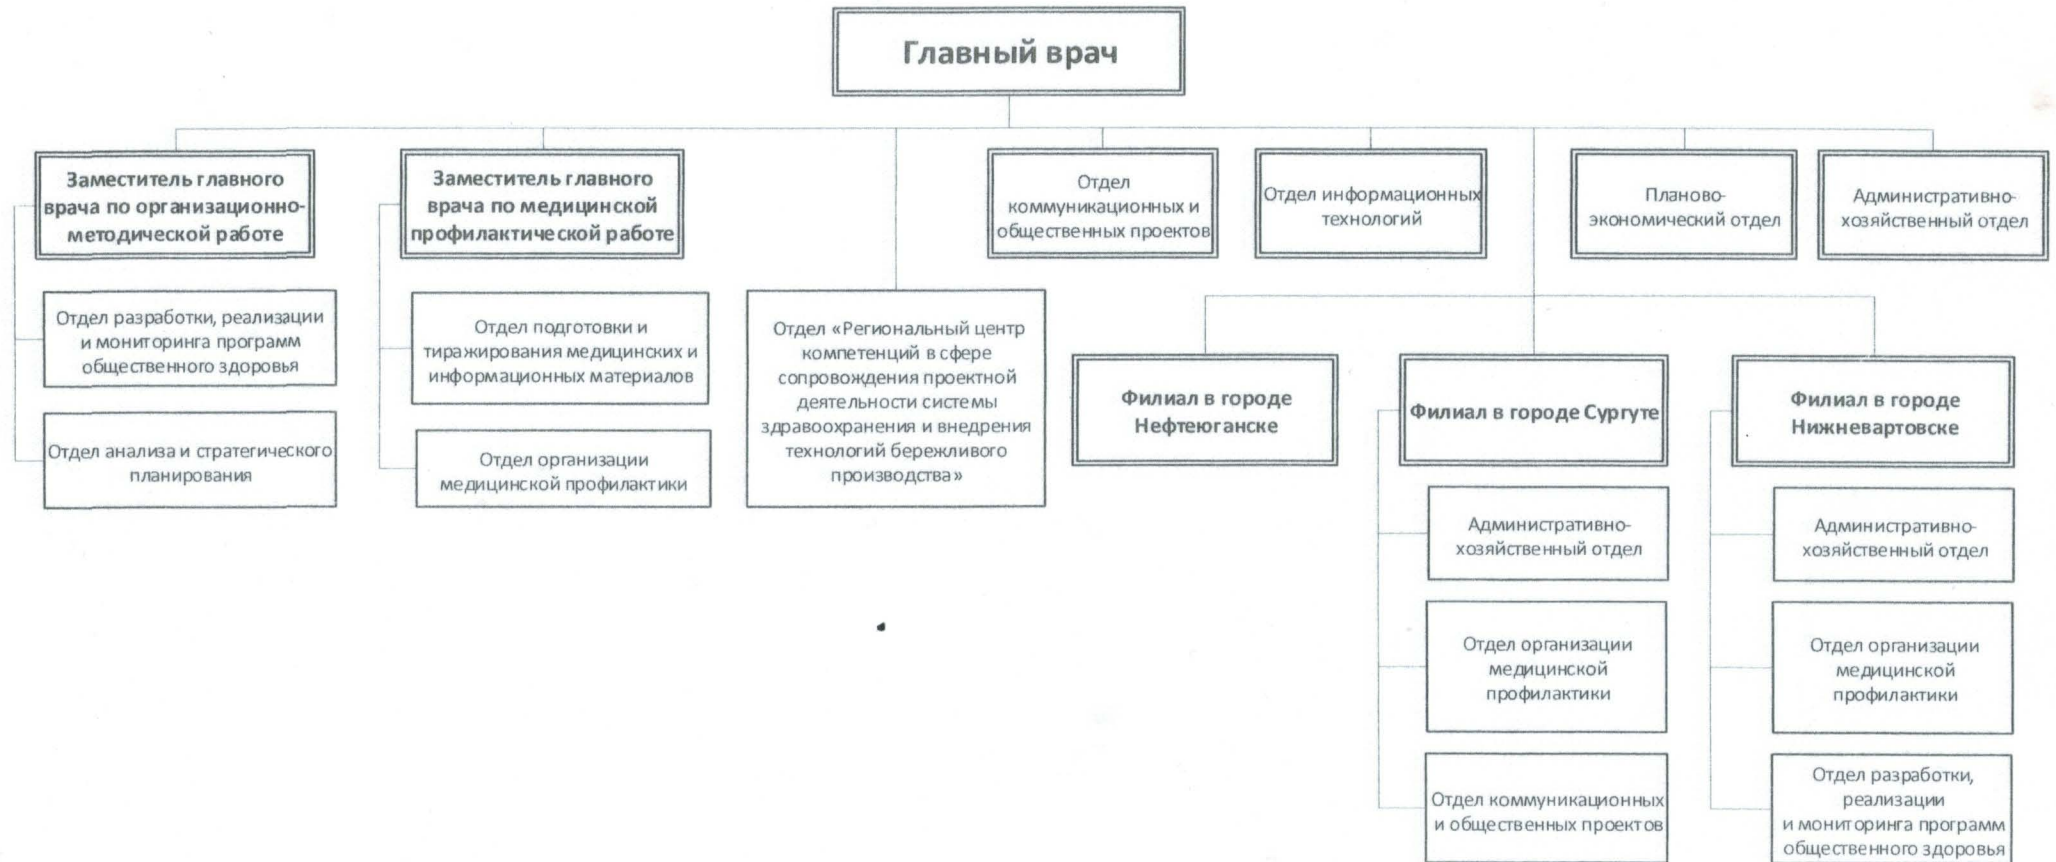 Главный врач
Заместитель главного
врача по организационно-
методической работе
Отдел разработки, реализации
и мониторинга программ
общественного здоровья
Отдел анализа и стратегического
планирования
Заместитель главного
врача по медицинской
профилактической работе
Отдел подготовки и
тиражирования медицинских и
информационных материалов
Отдел организации
медицинской профилактики
Отдел «Региональный центр
компетенций в сфере
сопровождения проектной
деятельности системы
здравоохранения и внедрения
технологий бережливого
производства»
Отдел
коммуникационных и
общественных проектов
Отдел информационных
технологий
Планово-
экономический отдел
Административно-
хозяйственный отдел
Филиал в городе
Нефтеюганске
Филиал в городе Сургуте
Административно-
хозяйственный отдел
Отдел организации
медицинской
профилактики
Отдел коммуникационных
и общественных проектов
Филиал в городе
Нижневартовске
Административно-
хозяйственный отдел
Отдел организации
медицинской
профилактики
Отдел разработки,
реализации
и мониторинга программ
общественного здоровья